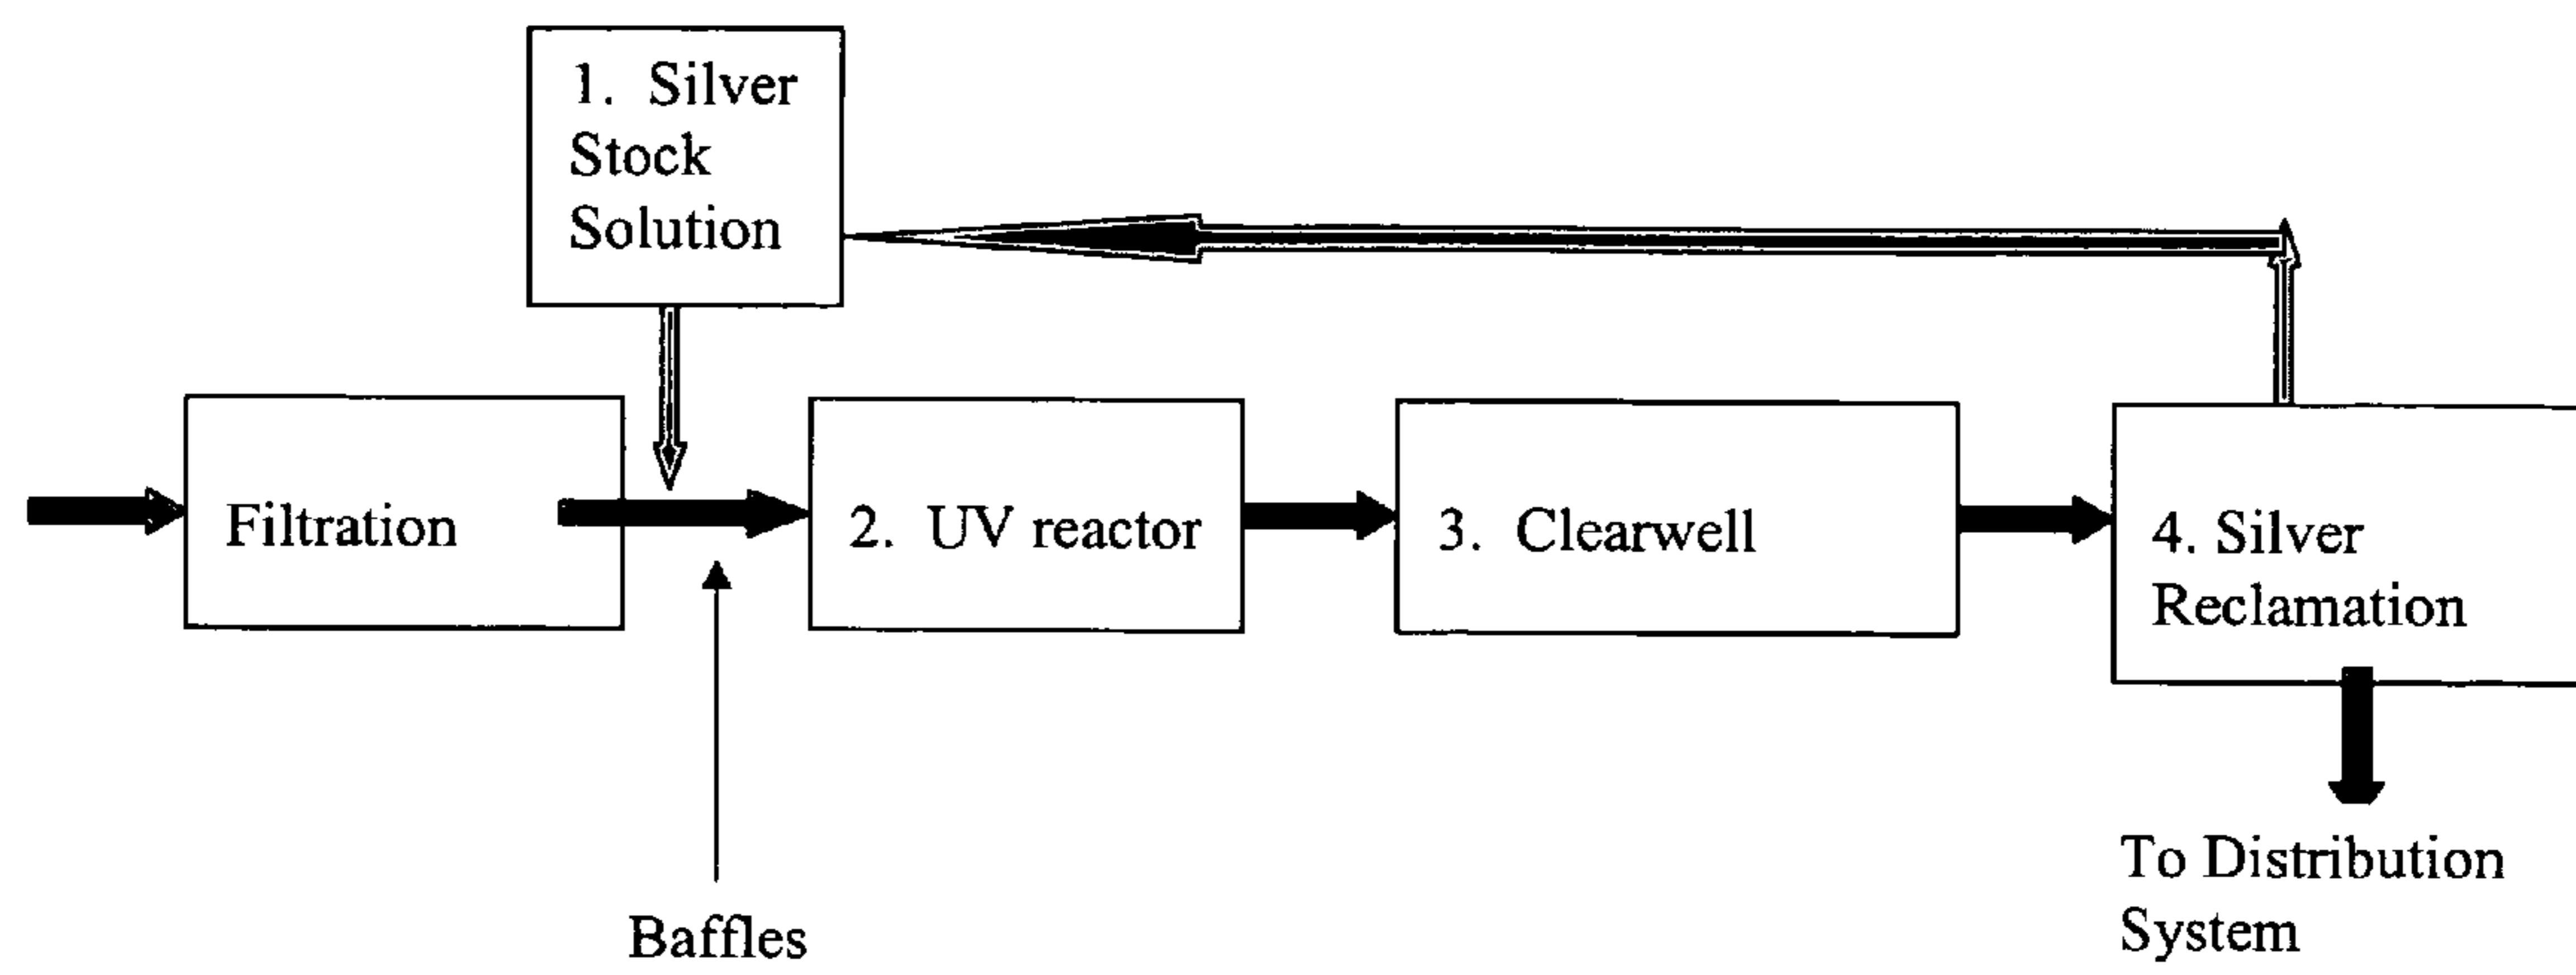 1. Silver
Stock
Solution
Filtration
2. UV reactor
3. Clearwell
4. Silver
Reclamation
To Distribution
System
Baffles